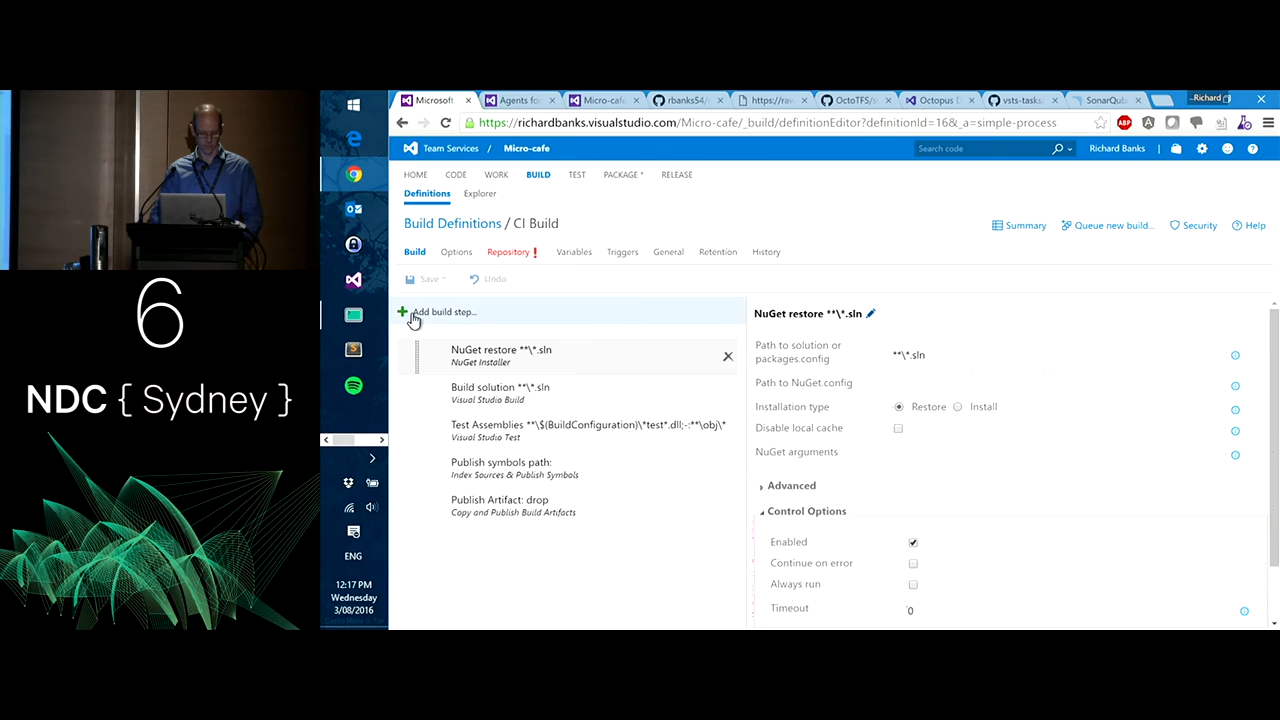 Microsoft
Agents fo
Micro-cafe
rbanks54/
https://ra
OctoTFS/s
Octopus D
vsts-tasks
SonarQub
Richard
https://richardbanks.visualstudio.com/Micro-cafe/_build/definitionEditor?definitionId=16&_a=simple-process
ABP
Team Services / Micro-cafe
Search code
Richard Banks
HOME CODE WORK BUILD TEST PACKAGE * RELEASE
Definitions Explorer
Build Definitions / CI Build
Summary Queue new build... Security Help
Build Options Repository ! Variables Triggers General Retention History
Save Undo
Add build step...
NuGet restore **\*.sln
NuGet Installer
Build solution **\*.sln
Visual Studio Build
Test Assemblies **\$(BuildConfiguration)\*test*.dll;-:**\obj\*
Visual Studio Test
Publish symbols path:
Index Sources & Publish Symbols
Publish Artifact: drop
Copy and Publish Build Artifacts
NuGet restore **\*.sln
Path to solution or
packages.config
**\*.sln
Path to NuGet.config
Installation type Restore Install
Disable local cache
NuGet arguments
Advanced
Control Options
Enabled
Continue on error
Always run
Timeout 0
ENG
12:17 PM
Wednesday
3/08/2016
6
NDC { Sydney }